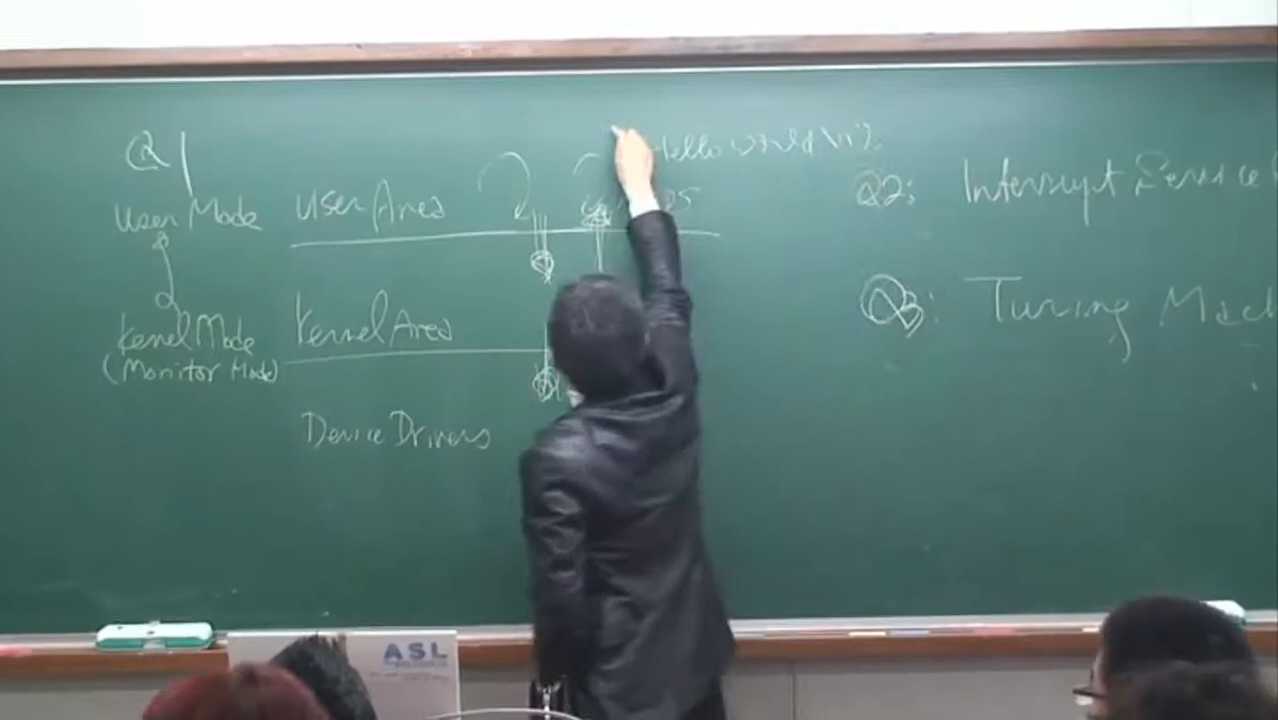 Q1
User Mode
User Area
Hello World \n");
Kernel Mode
(Monitor Mode)
Kernel Area
Device Drivers
Q2: Interrupt Service
Q3: Turing Mach
ASL